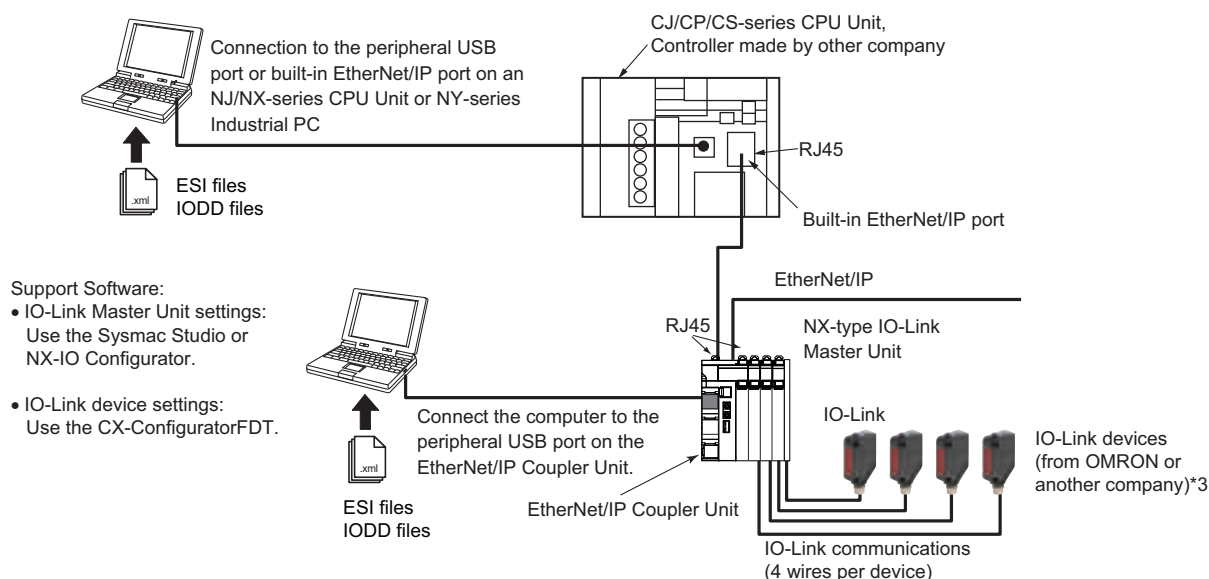 CJ/CP/CS-series CPU Unit,
Controller made by other company
Connection to the peripheral USB
port or built-in EtherNet/IP port on an
NJ/NX-series CPU Unit or NY-series
Industrial PC
RJ45
.xml
ESI files
IODD files
Built-in EtherNet/IP port
EtherNet/IP
Support Software:
• IO-Link Master Unit settings:
Use the Sysmac Studio or
NX-IO Configurator.
• IO-Link device settings:
Use the CX-ConfiguratorFDT.
RJ45
NX-type IO-Link
Master Unit
Connect the computer to the
peripheral USB port on the
EtherNet/IP Coupler Unit.
IO-Link
IO-Link devices
(from OMRON or
another company)*3
.xml
ESI files
IODD files
EtherNet/IP Coupler Unit
IO-Link communications
(4 wires per device)